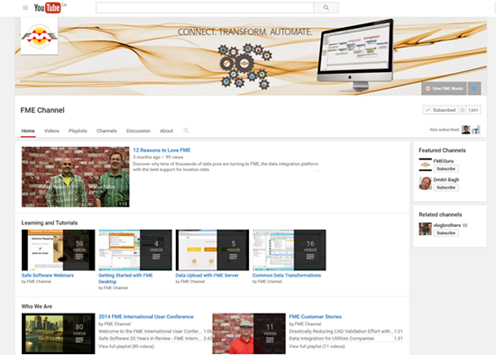 YouTube CA
CONNECT. TRANSFORM. AUTOMATE.
FME
How FME Works
FME Channel
Subscribed 1,641
Home Videos Playlists Channels Discussion About
Also subscribed
12 Reasons to Love FME
3 months ago • 99 views
Discover why tens of thousands of data pros are turning to FME, the data integration platform
with the best support for location data.
Featured Channels
FMEGuru
Subscribe
Dmitri Bagh
Subscribe
Related channels
vlogbrothers
Subscribe
Learning and Tutorials
59
VIDEOS
4
VIDEOS
5
VIDEOS
16
VIDEOS
Safe Software Webinars
by FME Channel
Getting Started with FME
Desktop
by FME Channel
Data Upload with FME Server
by FME Channel
Common Data Transformations
by FME Channel
Who We Are
80
VIDEOS
2014 FME International User Conference
by FME Channel
Welcome to the FME International User Confer...
Safe Software 20 Years in Review - FME Intern...
View full playlist (80 videos)
11
VIDEOS
FME Customer Stories
by FME Channel
Drastically Reducing CAD Validation Effort with... 1:21
Data Integration for Utilities Companies 1:31
View full playlist (11 videos)